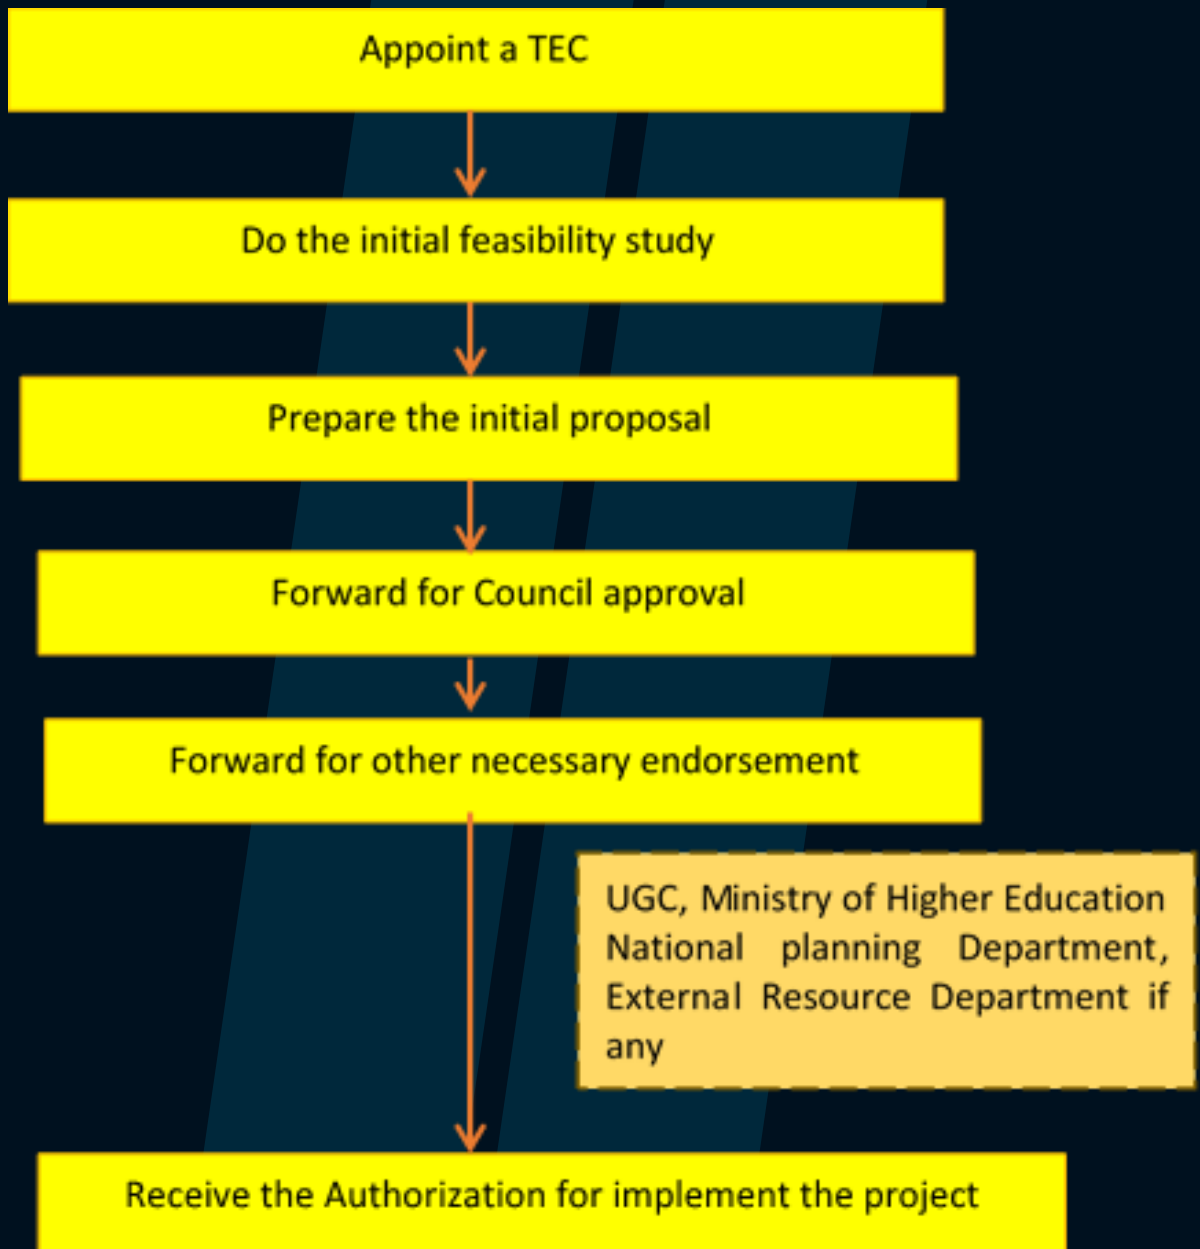 Appoint a TEC
Do the initial feasibility study
Prepare the initial proposal
Forward for Council approval
Forward for other necessary endorsement
UGC, Ministry of Higher Education
National planning Department,
External Resource Department if
any
Receive the Authorization for implement the project